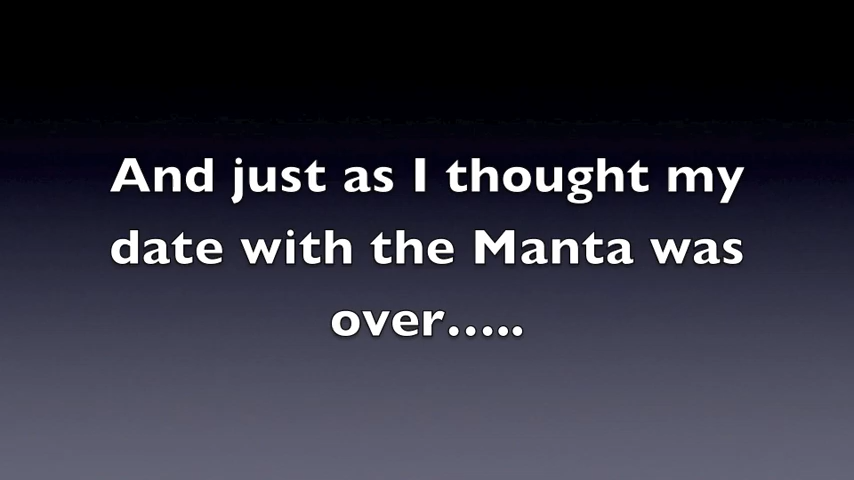 And just as I thought my
date with the Manta was
over.....